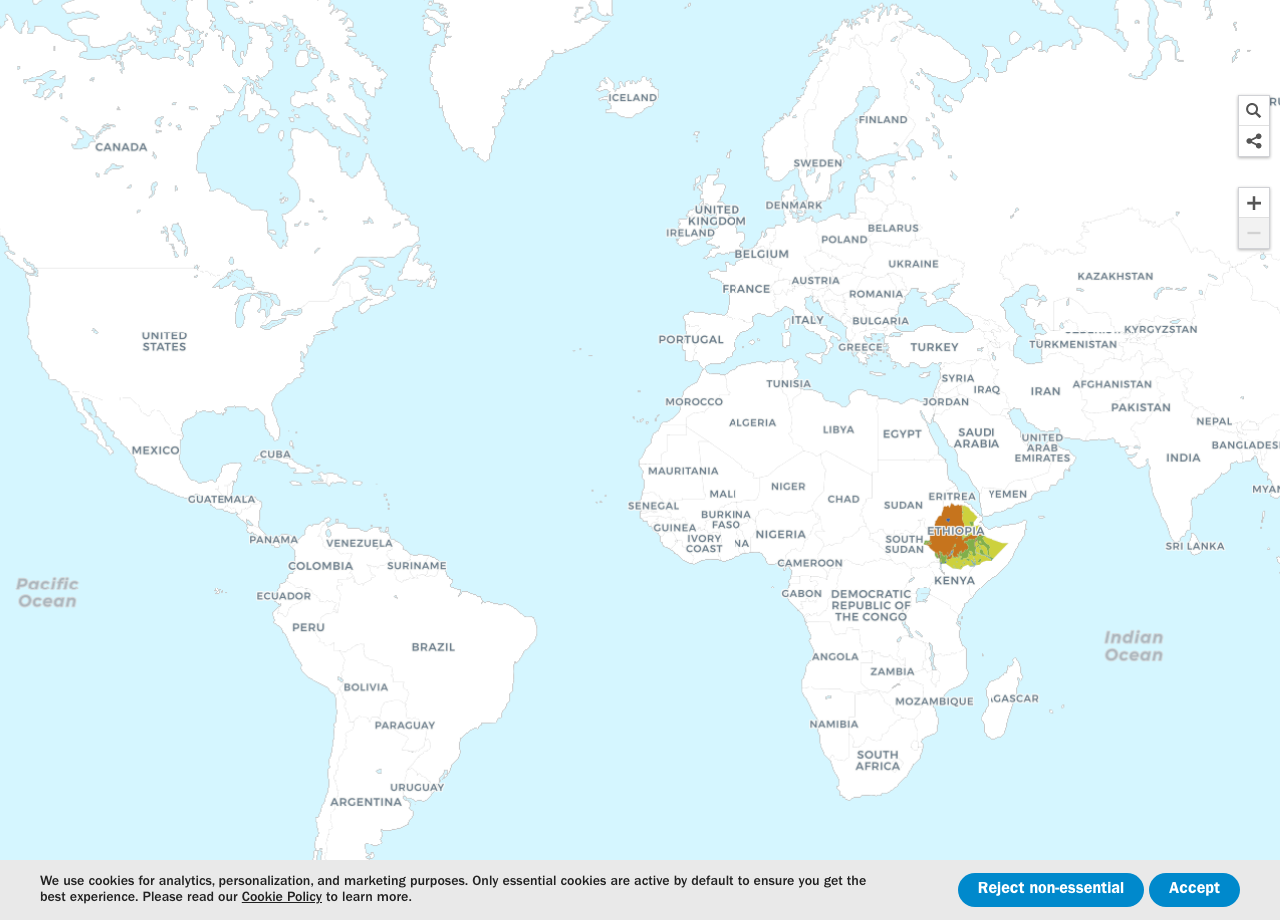 ICELAND
FINLAND
CANADA
SWEDEN
DENMARK
UNITED
KINGDOM
IRELAND
BELARUS
POLAND
BELGIUM
UKRAINE
KAZAKHSTAN
AUSTRIA
FRANCE
ROMANIA
ITALY
BULGARIA
KYRGYZSTAN
UNITED
STATES
PORTUGAL
GREECE
TURKEY
TURKMENISTAN
SYRIA
TUNISIA
IRAQ
IRAN
AFGHANISTAN
MOROCCO
JORDAN
PAKISTAN
ALGERIA
LIBYA
EGYPT
SAUDI
ARABIA
UNITED
ARAB
EMIRATES
NEPAL
BANGLADES
INDIA
MEXICO
CUBA
MAURITANIA
NIGER
MALI
CHAD
ERITREA
YEMEN
MYAN
GUATEMALA
SENEGAL
SUDAN
BURKINA
FASO
GUINEA
ETHIOPIA
NIGERIA
IVORY
COAST
NA
SOUTH
SUDAN
SRI LANKA
PANAMA
VENEZUELA
COLOMBIA
SURINAME
CAMEROON
KENYA
Pacific
Ocean
ECUADOR
GABON
DEMOCRATIC
REPUBLIC OF
THE CONGO
PERU
BRAZIL
Indian
Ocean
ANGOLA
ZAMBIA
BOLIVIA
MOZAMBIQUE
GASCAR
PARAGUAY
NAMIBIA
SOUTH
AFRICA
URUGUAY
ARGENTINA
We use cookies for analytics, personalization, and marketing purposes. Only essential cookies are active by default to ensure you get the
best experience. Please read our Cookie Policy to learn more.
Reject non-essential
Accept